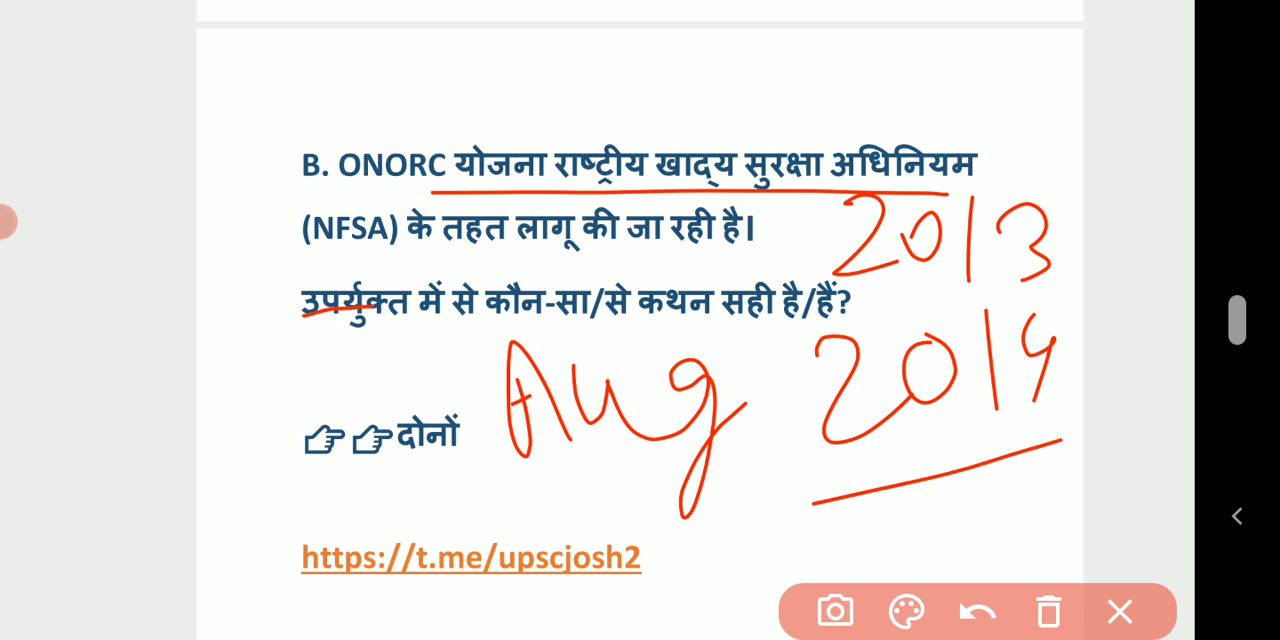 B. ONORC योजना राष्ट्रीय खाद्य सुरक्षा अधिनियम
(NFSA) के तहत लागू की जा रही है।
2013
उपर्युक्त में से कौन-सा/से कथन सही है/हैं?
Aug 2019
👉👉दोनों
https://t.me/upscjosh2